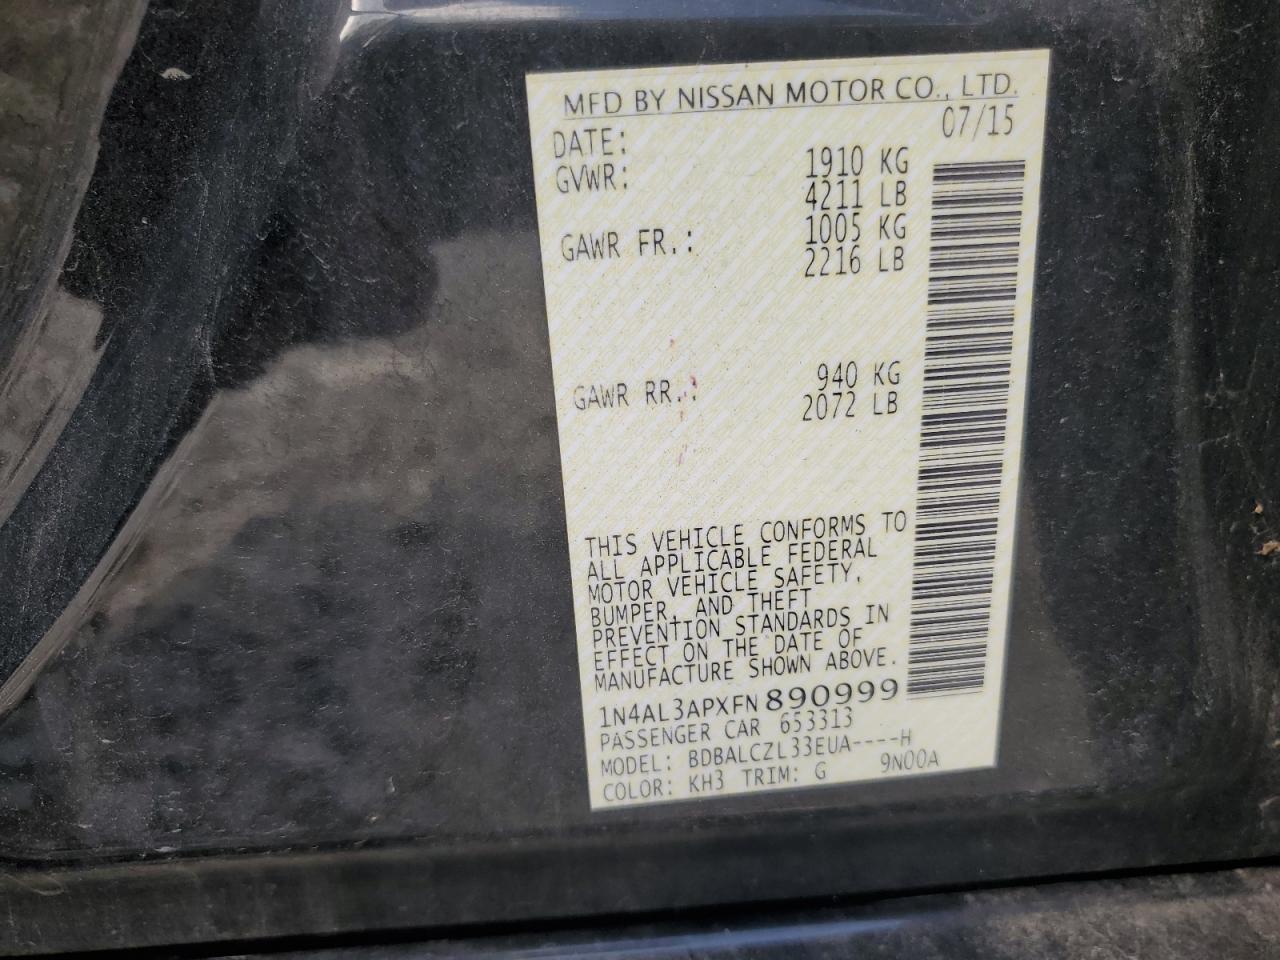 MFD BY NISSAN MOTOR CO., LTD.
DATE: 07/15
GVWR: 1910 KG
4211 LB
GAWR FR.: 1005 KG
2216 LB
GAWR RR.: 940 KG
2072 LB
THIS VEHICLE CONFORMS TO
ALL APPLICABLE FEDERAL
MOTOR VEHICLE SAFETY,
BUMPER, AND THEFT
PREVENTION STANDARDS IN
EFFECT ON THE DATE OF
MANUFACTURE SHOWN ABOVE.
1N4AL3APXFN890999
PASSENGER CAR 653313
MODEL: BDBALCZL33EUA----H
COLOR: KH3 TRIM: G 9N00A